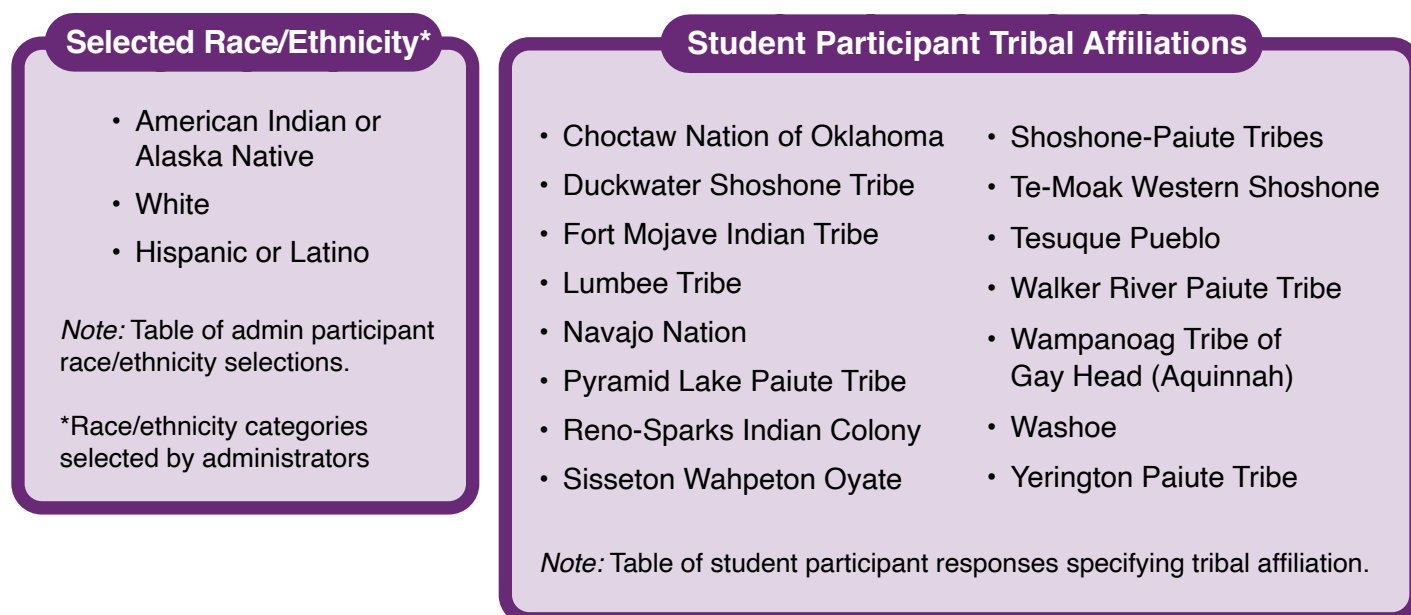 Selected Race/Ethnicity*
• American Indian or
Alaska Native
• White
• Hispanic or Latino
Note: Table of admin participant
race/ethnicity selections.
*Race/ethnicity categories
selected by administrators
Student Participant Tribal Affiliations
• Choctaw Nation of Oklahoma
• Duckwater Shoshone Tribe
• Fort Mojave Indian Tribe
• Lumbee Tribe
• Navajo Nation
• Pyramid Lake Paiute Tribe
• Reno-Sparks Indian Colony
• Sisseton Wahpeton Oyate
• Shoshone-Paiute Tribes
• Te-Moak Western Shoshone
• Tesuque Pueblo
• Walker River Paiute Tribe
• Wampanoag Tribe of
Gay Head (Aquinnah)
• Washoe
• Yerington Paiute Tribe
Note: Table of student participant responses specifying tribal affiliation.